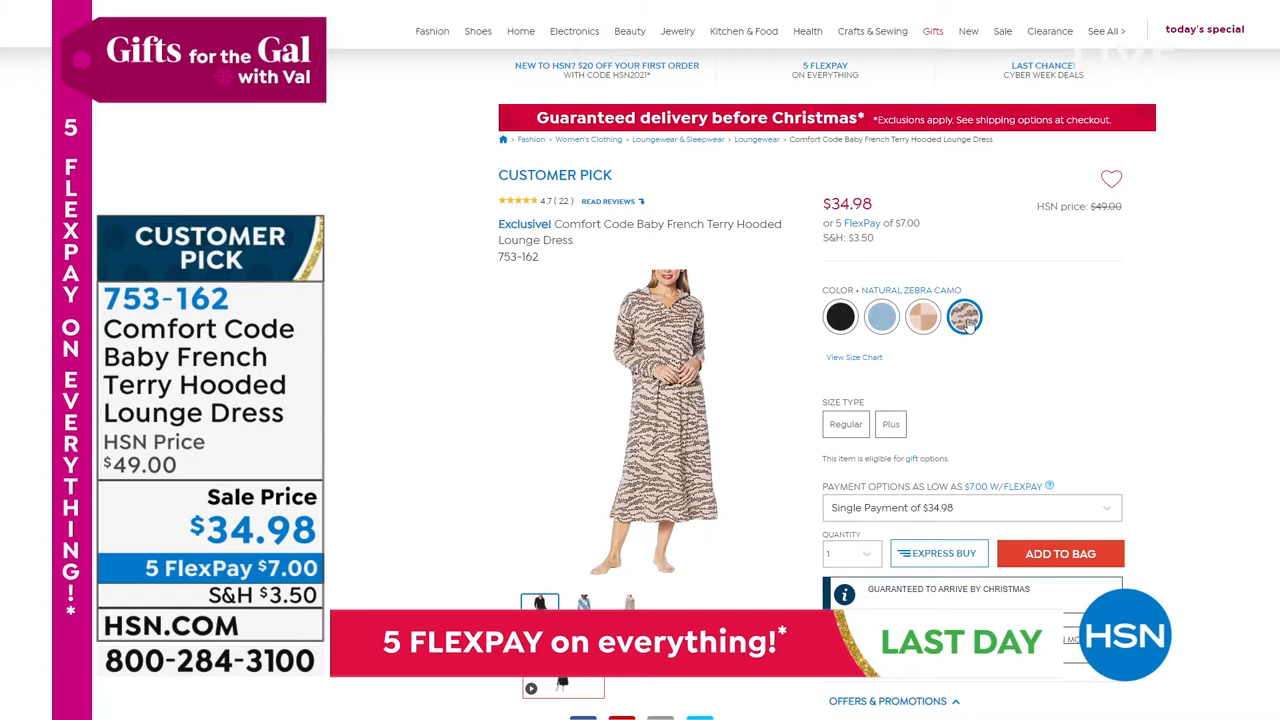 Gifts for the Gal
with Val
5 FLEXPAY ON EVERYTHING!*
CUSTOMER
PICK
753-162
Comfort Code
Baby French
Terry Hooded
Lounge Dress
HSN Price
$49.00
Sale Price
$34.98
5 FlexPay $7.00
S&H $3.50
HSN.COM
800-284-3100
Fashion Shoes Home Electronics Beauty Jewelry Kitchen & Food Health Crafts & Sewing Gifts New Sale Clearance See All > today's special
LIVE
NEW TO HSN? $20 OFF YOUR FIRST ORDER
WITH CODE HSN2021*
5 FLEXPAY
ON EVERYTHING
LAST CHANCE!
CYBER WEEK DEALS
Guaranteed delivery before Christmas* *Exclusions apply. See shipping options at checkout.
> Fashion > Women's Clothing > Loungewear & Sleepwear > Loungewear > Comfort Code Baby French Terry Hooded Lounge Dress
CUSTOMER PICK
4.7 ( 22 ) READ REVIEWS
Exclusive! Comfort Code Baby French Terry Hooded
Lounge Dress
753-162
$34.98
HSN price: $49.00
or 5 FlexPay of $7.00
S&H: $3.50
COLOR • NATURAL ZEBRA CAMO
View Size Chart
SIZE TYPE
Regular Plus
This item is eligible for gift options.
PAYMENT OPTIONS AS LOW AS $7.00 W/FLEXPAY ?
Single Payment of $34.98
QUANTITY
1
EXPRESS BUY
ADD TO BAG
i GUARANTEED TO ARRIVE BY CHRISTMAS
5 FLEXPAY on everything!*
LAST DAY
HSN
OFFERS & PROMOTIONS